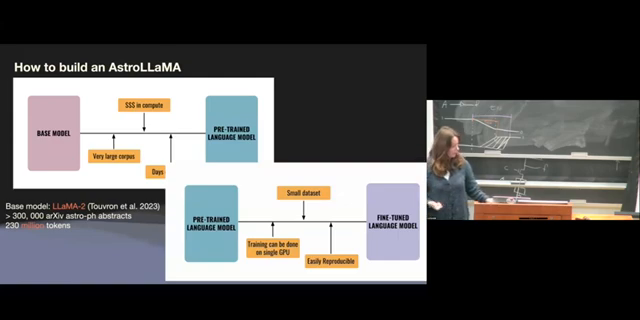 How to build an AstroLLaMA
SSS in compute
BASE MODEL
PRE-TRAINED
LANGUAGE MODEL
Very large corpus
Days
Base model: LLaMA-2 (Touvron et al. 2023)
> 300, 000 arXiv astro-ph abstracts
230 million tokens
Small dataset
PRE-TRAINED
LANGUAGE MODEL
FINE-TUNED
LANGUAGE MODEL
Training can be done
on single GPU
Easily Reproducible